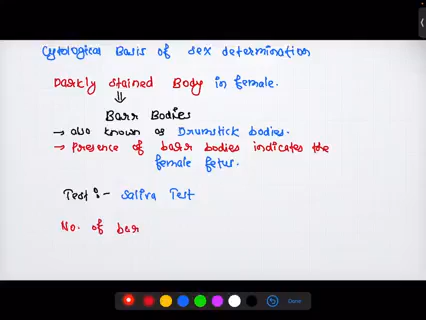 Cytological Basis of sex determination
Darkly Stained Body in female.
⇓
Barr Bodies
→ also known as Drumstick bodies.
→ Presence of barr bodies indicates the
female fetus.
Test:- Saliva Test
No. of bar
Done